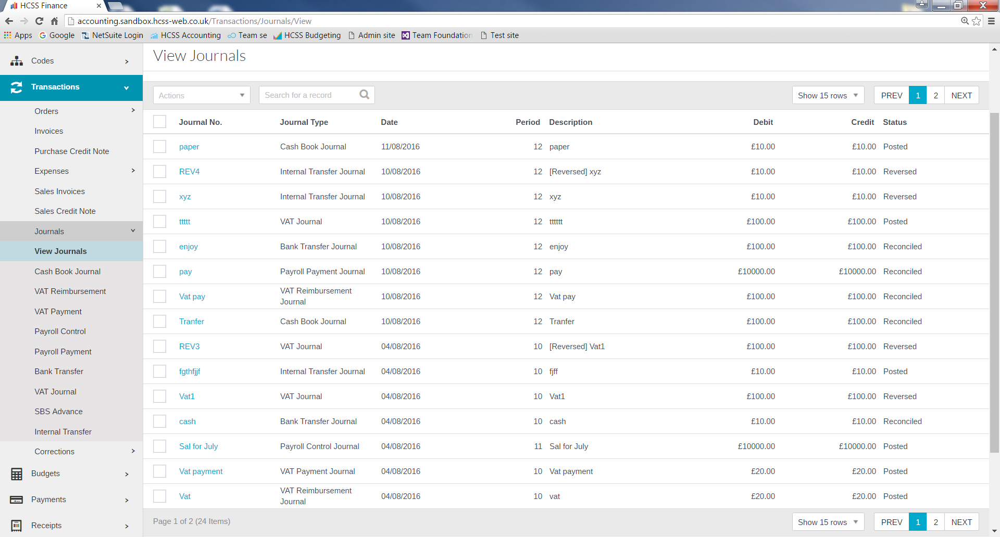 HCSS Finance
accounting.sandbox.hcss-web.co.uk/Transactions/Journals/View
Apps Google NetSuite Login HCSS Accounting Team se HCSS Budgeting Admin site Team Foundation Test site
Codes
Transactions
Orders
Invoices
Purchase Credit Note
Expenses
Sales Invoices
Sales Credit Note
Journals
View Journals
Cash Book Journal
VAT Reimbursement
VAT Payment
Payroll Control
Payroll Payment
Bank Transfer
VAT Journal
SBS Advance
Internal Transfer
Corrections
Budgets
Payments
Receipts
View Journals
Actions Search for a record Show 15 rows PREV 1 2 NEXT
Journal No. Journal Type Date Period Description Debit Credit Status
paper Cash Book Journal 11/08/2016 12 paper £10.00 £10.00 Posted
REV4 Internal Transfer Journal 10/08/2016 12 [Reversed] xyz £10.00 £10.00 Reversed
xyz Internal Transfer Journal 10/08/2016 12 xyz £10.00 £10.00 Reversed
ttttt VAT Journal 10/08/2016 12 tttttt £100.00 £100.00 Posted
enjoy Bank Transfer Journal 10/08/2016 12 enjoy £100.00 £100.00 Reconciled
pay Payroll Payment Journal 10/08/2016 12 pay £10000.00 £10000.00 Reconciled
Vat pay VAT Reimbursement Journal 10/08/2016 12 Vat pay £100.00 £100.00 Reconciled
Tranfer Cash Book Journal 10/08/2016 12 Tranfer £100.00 £100.00 Reconciled
REV3 VAT Journal 04/08/2016 10 [Reversed] Vat1 £100.00 £100.00 Reversed
fgthfjjf Internal Transfer Journal 04/08/2016 10 fjff £10.00 £10.00 Posted
Vat1 VAT Journal 04/08/2016 10 Vat1 £100.00 £100.00 Reversed
cash Bank Transfer Journal 04/08/2016 10 cash £10.00 £10.00 Reconciled
Sal for July Payroll Control Journal 04/08/2016 11 Sal for July £10000.00 £10000.00 Posted
Vat payment VAT Payment Journal 04/08/2016 10 Vat payment £20.00 £20.00 Posted
Vat VAT Reimbursement Journal 04/08/2016 10 vat £20.00 £20.00 Posted
Page 1 of 2 (24 Items) Show 15 rows PREV 1 2 NEXT